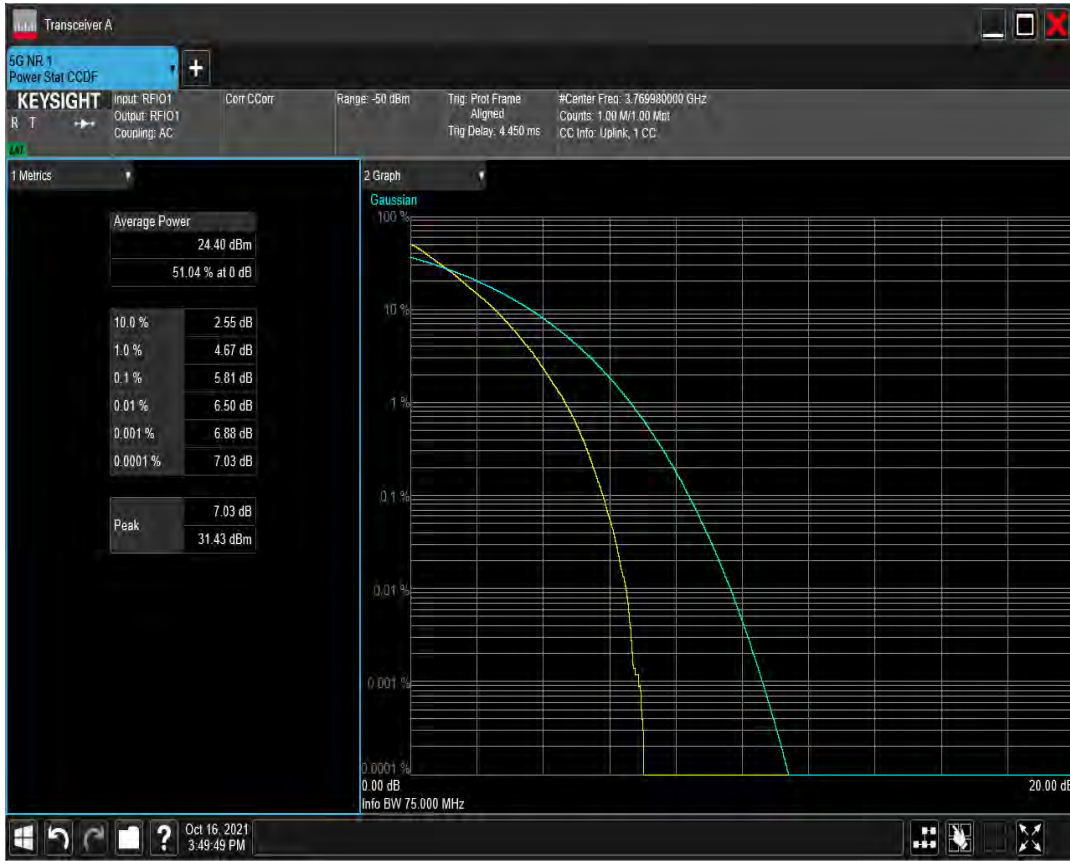 Transceiver A
5G NR 1
Power Stat CCDF
+
KEYSIGHT
R T
LXI
Input: RFIO1
Output: RFIO1
Coupling: AC
Corr CCorr
Range: -50 dBm
Trig: Prot Frame
Aligned
Trig Delay: 4.450 ms
#Center Freq: 3.769980000 GHz
Counts: 1.00 M/1.00 Mpt
CC Info: Uplink, 1 CC
1 Metrics
Average Power
24.40 dBm
51.04 % at 0 dB
10.0 % 2.55 dB
1.0 % 4.67 dB
0.1 % 5.81 dB
0.01 % 6.50 dB
0.001 % 6.88 dB
0.0001 % 7.03 dB
Peak
7.03 dB
31.43 dBm
2 Graph
Gaussian
100 %
10 %
1 %
0.1 %
0.01 %
0.001 %
0.0001 %
0.00 dB 20.00 dB
Info BW 75.000 MHz
?
Oct 16, 2021
3:49:49 PM